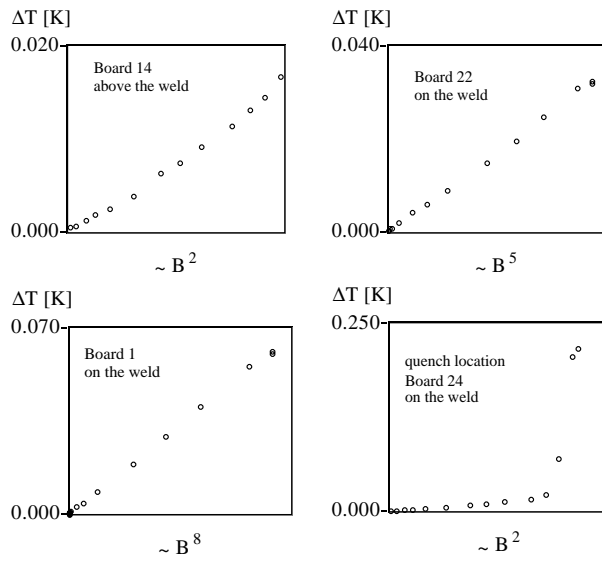 ΔT [K]
0.020
Board 14
above the weld
0.000
~ B 2
ΔT [K]
0.040
Board 22
on the weld
0.000
~ B 5
ΔT [K]
0.070
Board 1
on the weld
0.000
~ B 8
ΔT [K]
0.250
quench location
Board 24
on the weld
0.000
~ B 2